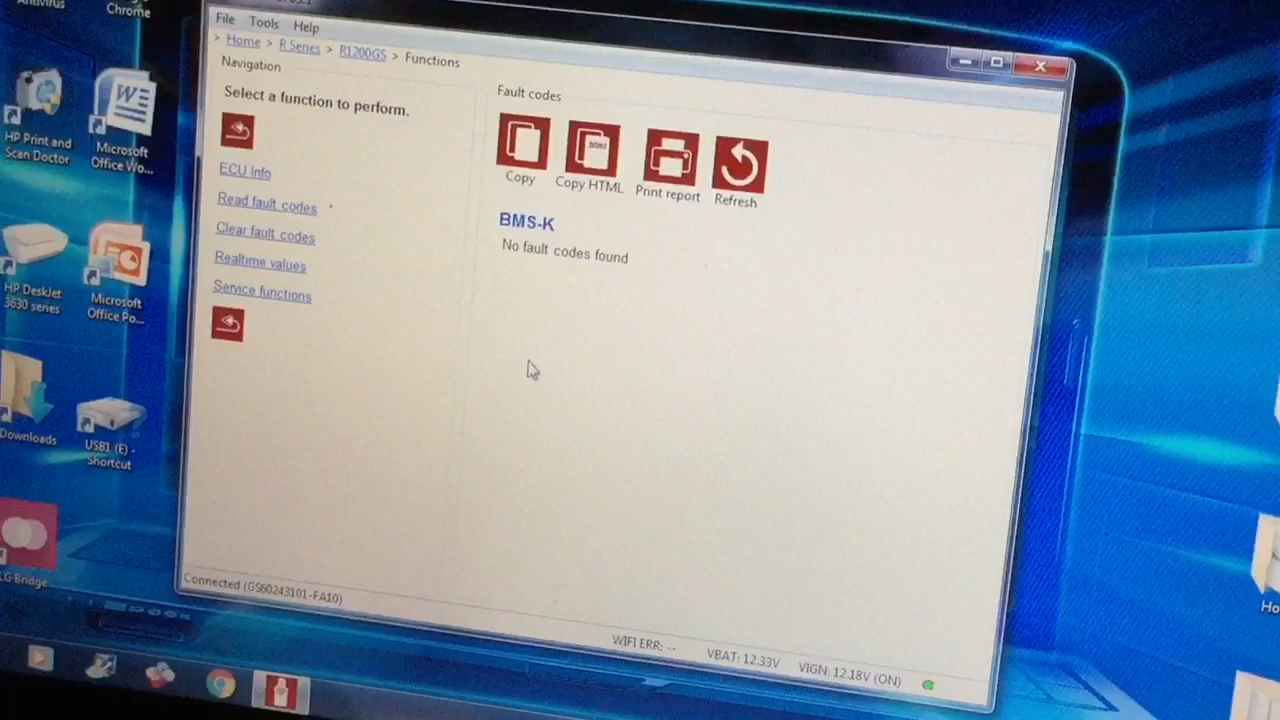 Antivirus
Chrome
HP Print and
Scan Doctor
Microsoft
Office Wo...
HP DeskJet
3630 series
Microsoft
Office Po...
Downloads
USB1 (E) -
Shortcut
LG Bridge
File Tools Help
> Home > R Series > R1200GS > Functions
Navigation
Select a function to perform.
ECU Info
Read fault codes
Clear fault codes
Realtime values
Service functions
Fault codes
Copy
html
Copy HTML
Print report
Refresh
BMS-K
No fault codes found
Connected (GS60243101-FA10)
WIFI ERR: --
VBAT: 12.33V
VIGN: 12.18V (ON)
W
Ho